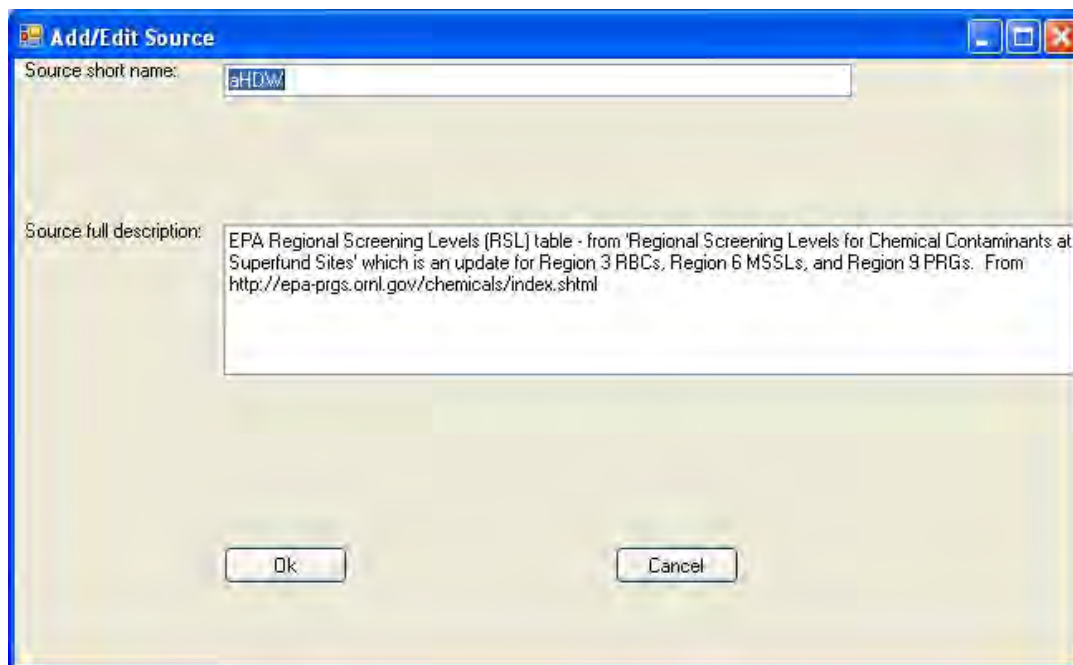 Add/Edit Source
Source short name:
aHDW
Source full description:
EPA Regional Screening Levels (RSL) table - from 'Regional Screening Levels for Chemical Contaminants at
Superfund Sites' which is an update for Region 3 RBCs, Region 6 MSSLs, and Region 9 PRGs.  From
http://epa-prgs.ornl.gov/chemicals/index.shtml
Ok
Cancel